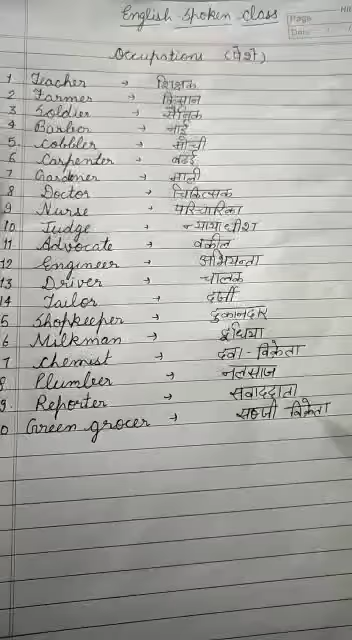 English Spoken class
Page
Date
Occupations (पेशे)
1 Teacher → शिक्षक
2 Farmer → किसान
3 Soldier → सैनिक
4 Barber → नाई
5. Cobbler → मोची
6 Carpenter → बढ़ई
7 Gardener → माली
8 Doctor → चिकित्सक
9 Nurse → परिचारिका
10 Judge → न्यायाधीश
11 Advocate → वकील
12 Engineer → अभियन्ता
13 Driver → चालक
14 Tailor → दर्जी
5 Shopkeeper → दुकानदार
6 Milkman → दूधिया
7 Chemist → दवा-विक्रेता
8 Plumber → नलसाज
9. Reporter → संवाददाता
0 Green grocer → सब्जी विक्रेता